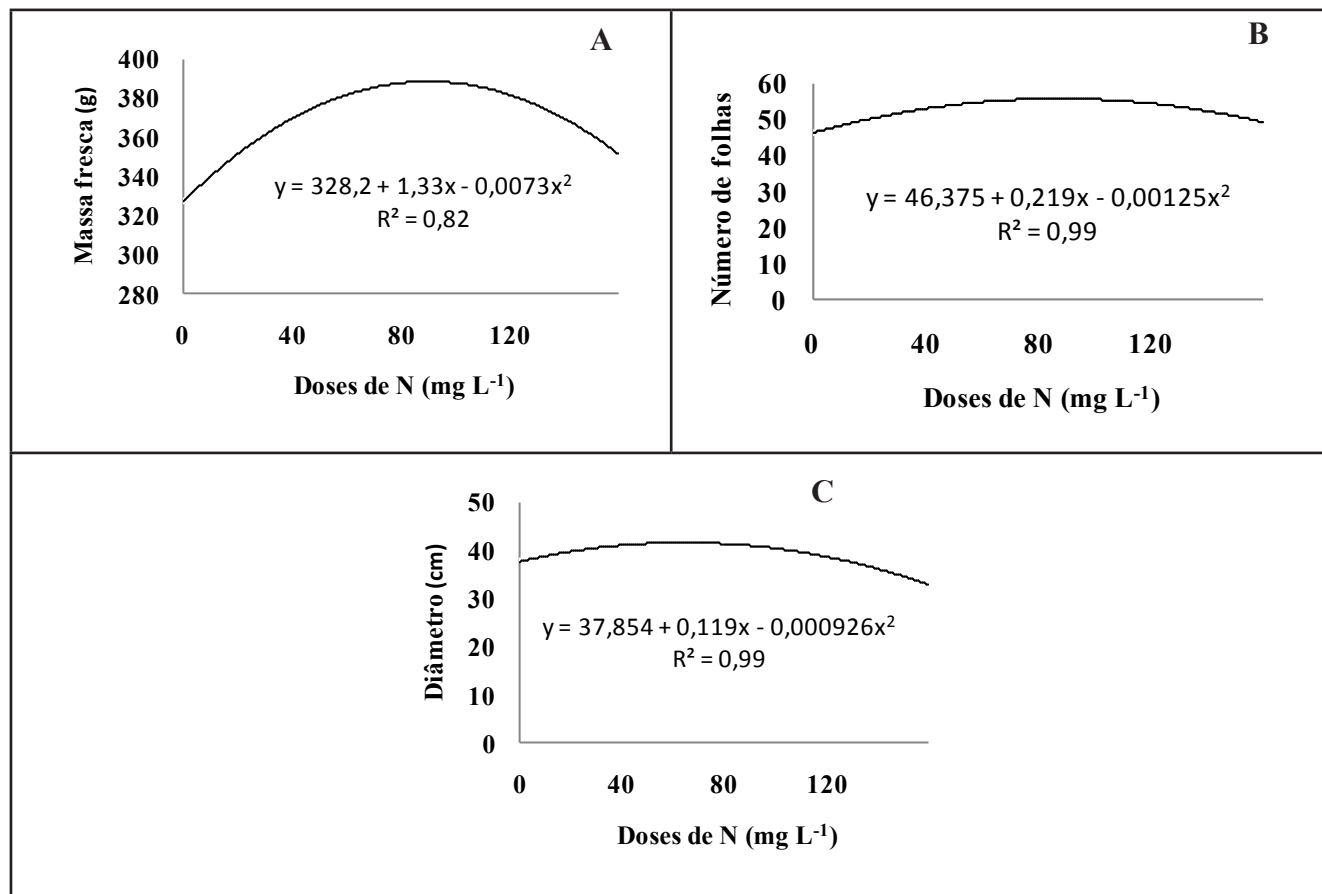 A
400
380
360
340
320
300
280
Massa fresca (g)
y = 328,2 + 1,33x - 0,0073x²
R² = 0,82
0 40 80 120
Doses de N (mg L⁻¹)
B
60
50
40
30
20
10
0
Número de folhas
y = 46,375 + 0,219x - 0,00125x²
R² = 0,99
0 40 80 120
Doses de N (mg L⁻¹)
C
50
40
30
20
10
0
Diâmetro (cm)
y = 37,854 + 0,119x - 0,000926x²
R² = 0,99
0 40 80 120
Doses de N (mg L⁻¹)